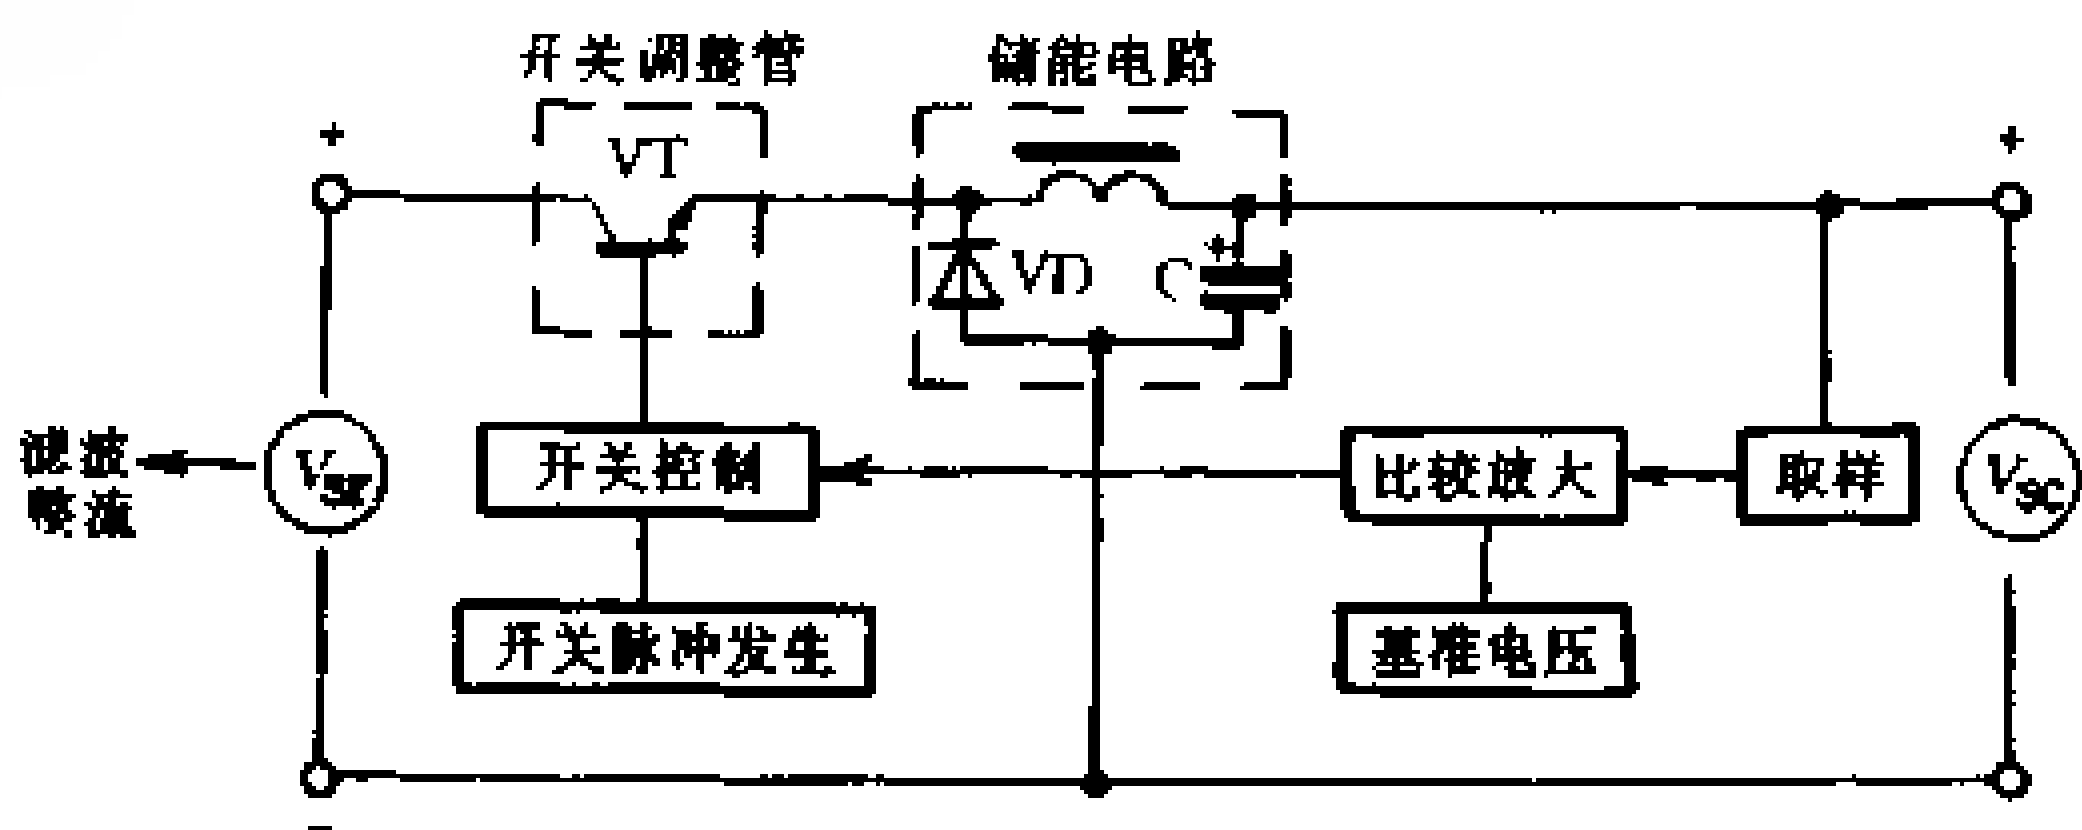 开关调整管
储能电路
+
+
VT
+
VD
C
滤波
整流
V_SR
开关控制
比较放大
取样
V_SC
开关脉冲发生
基准电压
-